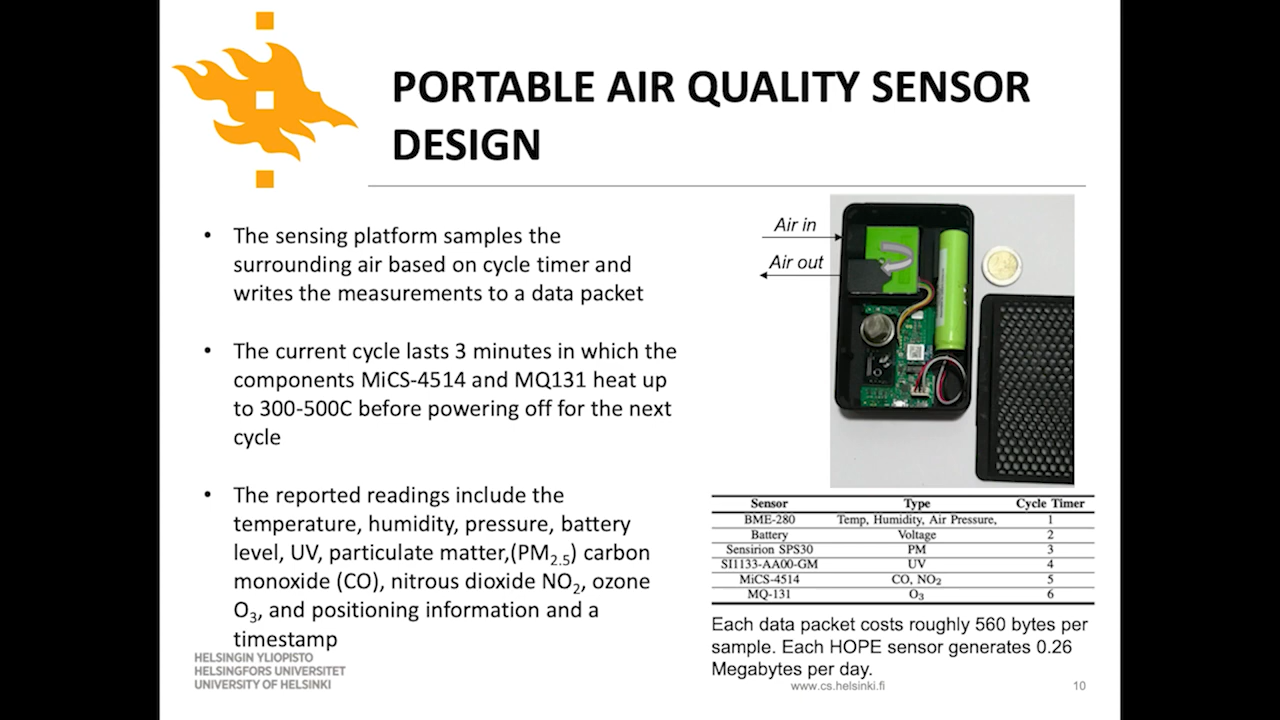 PORTABLE AIR QUALITY SENSOR
DESIGN
• The sensing platform samples the
surrounding air based on cycle timer and
writes the measurements to a data packet
• The current cycle lasts 3 minutes in which the
components MiCS-4514 and MQ131 heat up
to 300-500C before powering off for the next
cycle
• The reported readings include the
temperature, humidity, pressure, battery
level, UV, particulate matter,(PM2.5) carbon
monoxide (CO), nitrous dioxide NO2, ozone
O3, and positioning information and a
timestamp
Air in
Air out
Sensor Type Cycle Timer
BME-280 Temp, Humidity, Air Pressure, 1
Battery Voltage 2
Sensirion SPS30 PM 3
SI1133-AA00-GM UV 4
MiCS-4514 CO, NO2 5
MQ-131 O3 6
Each data packet costs roughly 560 bytes per
sample. Each HOPE sensor generates 0.26
Megabytes per day.
HELSINGIN YLIOPISTO
HELSINGFORS UNIVERSITET
UNIVERSITY OF HELSINKI
www.cs.helsinki.fi
10